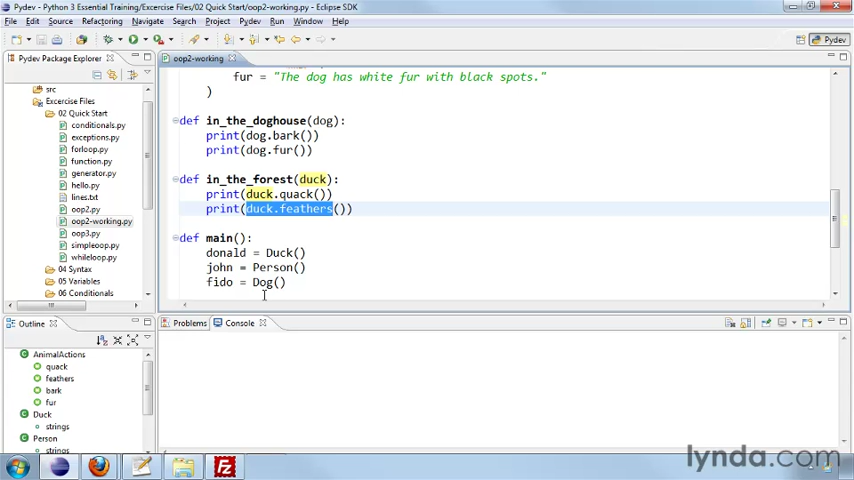 Pydev - Python 3 Essential Training/Excercise Files/02 Quick Start/oop2-working.py - Eclipse SDK
File Edit Source Refactoring Navigate Search Project Pydev Run Window Help
Pydev
Pydev Package Explorer
src
Excercise Files
02 Quick Start
conditionals.py
exceptions.py
forloop.py
function.py
generator.py
hello.py
lines.txt
oop2.py
oop2-working.py
oop3.py
simpleoop.py
whileloop.py
04 Syntax
05 Variables
06 Conditionals
oop2-working
fur = "The dog has white fur with black spots."
)
def in_the_doghouse(dog):
print(dog.bark())
print(dog.fur())
def in_the_forest(duck):
print(duck.quack())
print(duck.feathers())
def main():
donald = Duck()
john = Person()
fido = Dog()
Outline
AnimalActions
quack
feathers
bark
fur
Duck
strings
Person
strings
Problems Console
lynda.com